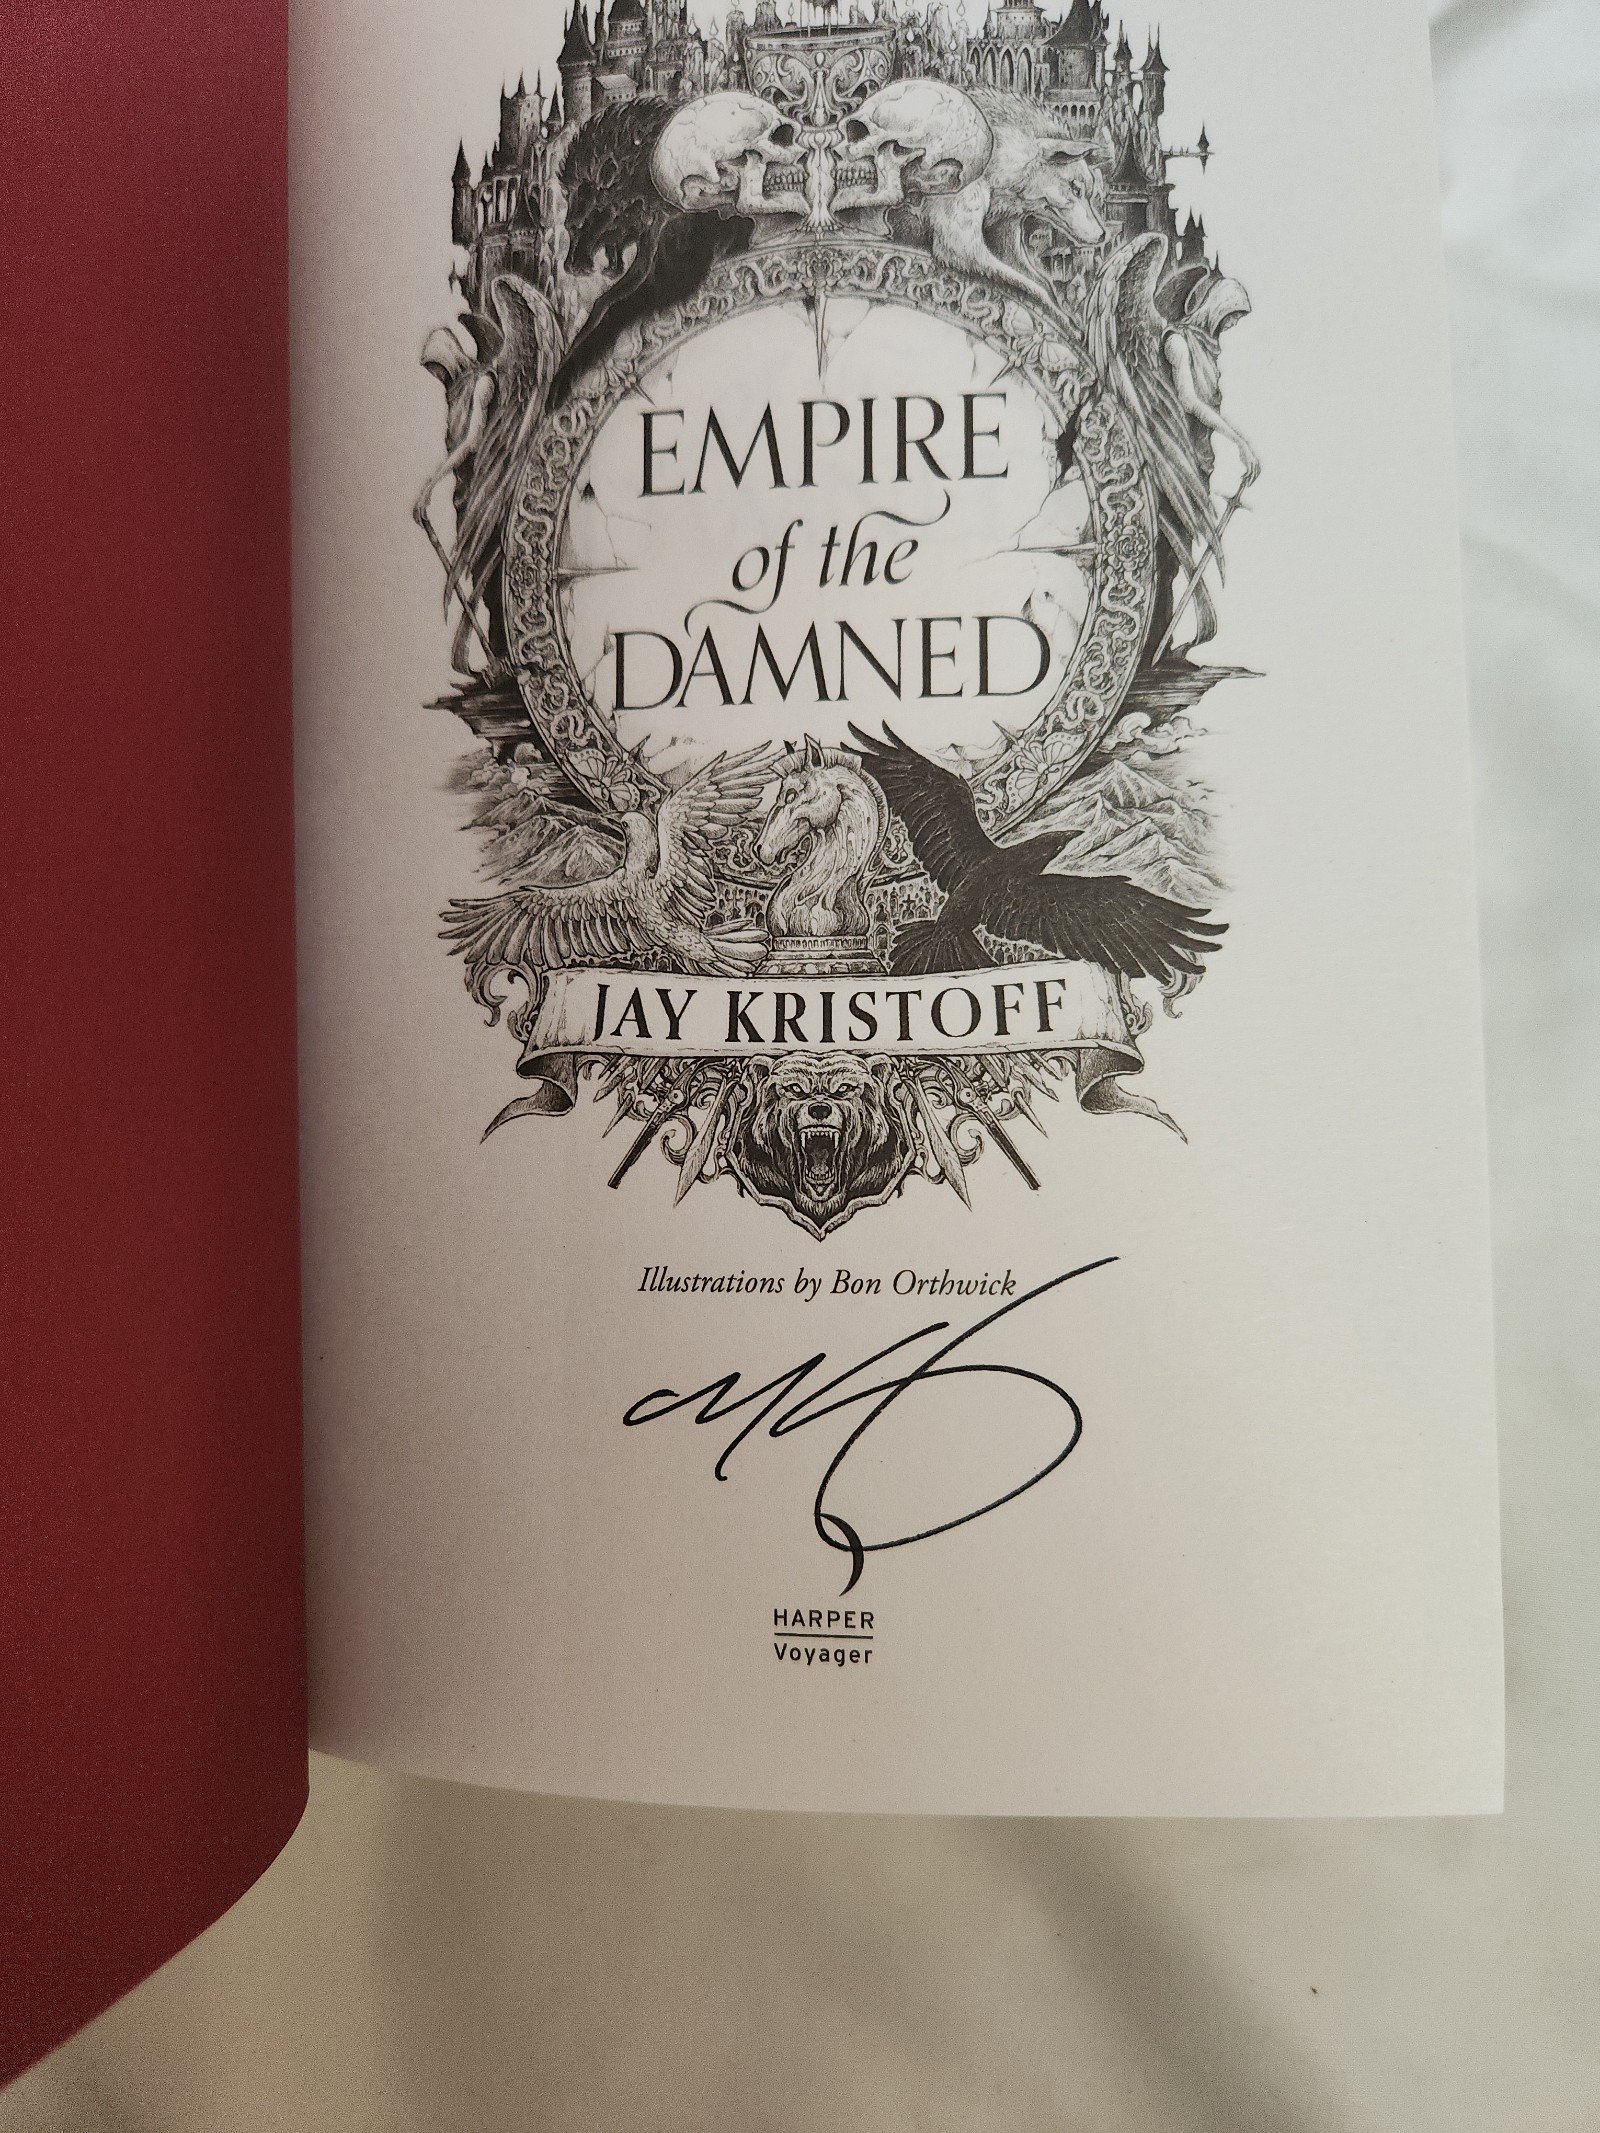 EMPIRE
of the
DAMNED
JAY KRISTOFF
Illustrations by Bon Orthwick
HARPER
Voyager